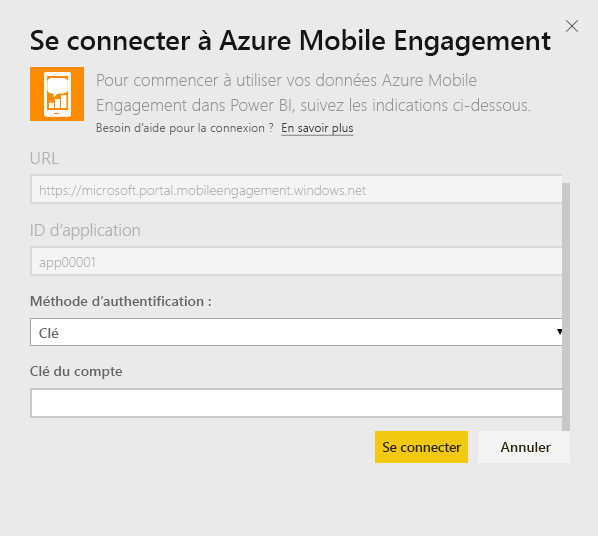 Se connecter à Azure Mobile Engagement
Pour commencer à utiliser vos données Azure Mobile
Engagement dans Power BI, suivez les indications ci-dessous.
Besoin d'aide pour la connexion ? En savoir plus
URL
https://microsoft.portal.mobileengagement.windows.net
ID d'application
app00001
Méthode d'authentification :
Clé
Clé du compte
Se connecter Annuler